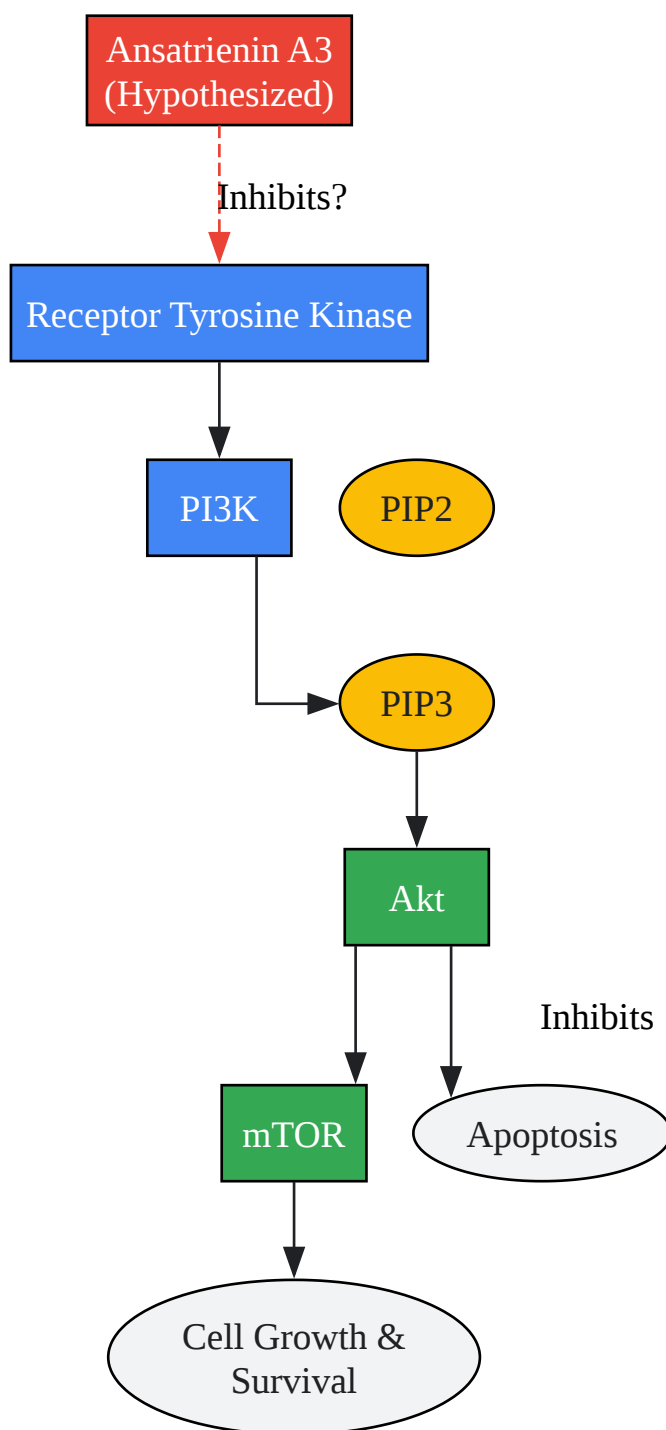 Ansatrienin A3
(Hypothesized)
Inhibits?
Receptor Tyrosine Kinase
PI3K
PIP2
PIP3
Akt
Inhibits
mTOR
Apoptosis
Cell Growth &
Survival